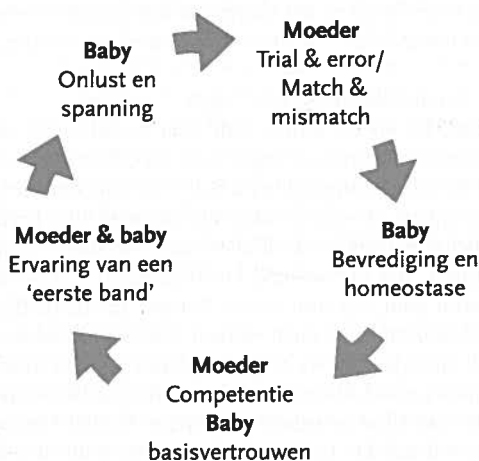 Baby
Onlust en
spanning
Moeder
Trial & error/
Match &
mismatch
Baby
Bevrediging en
homeostase
Moeder
Competentie
Baby
basisvertrouwen
Moeder & baby
Ervaring van een
‘eerste band’